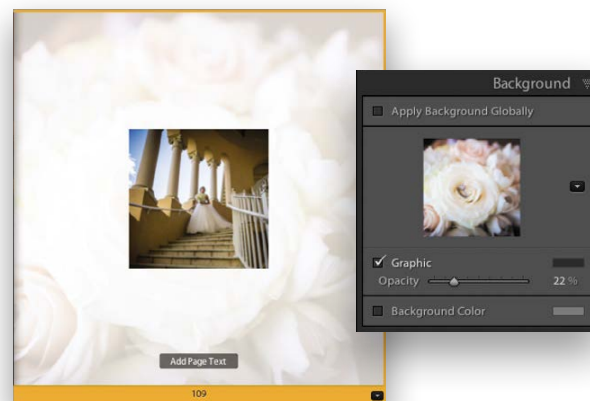 Add Page Text
109
Background
Apply Background Globally
Graphic
Opacity 22 %
Background Color